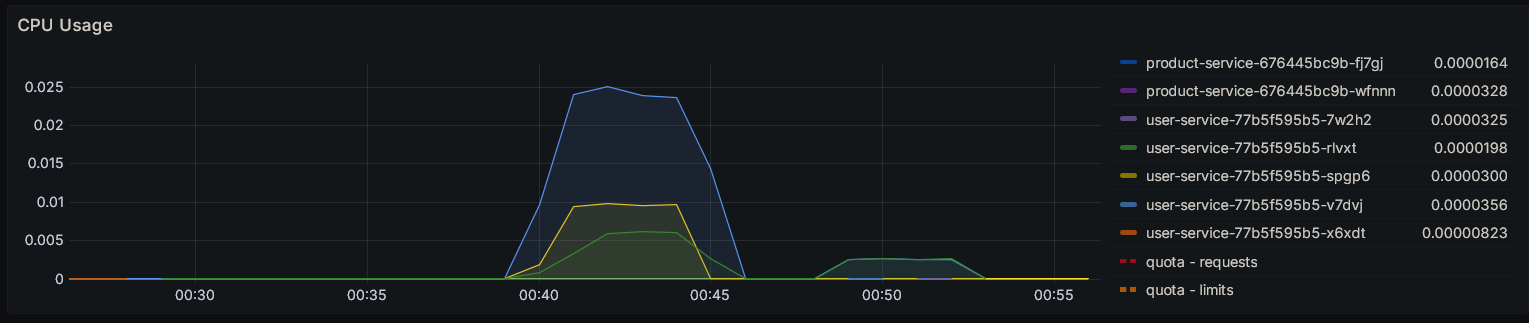 CPU Usage
0.025
0.02
0.015
0.01
0.005
0
00:30 00:35 00:40 00:45 00:50 00:55
product-service-676445bc9b-fj7gj 0.0000164
product-service-676445bc9b-wfnnn 0.0000328
user-service-77b5f595b5-7w2h2 0.0000325
user-service-77b5f595b5-rlvxt 0.0000198
user-service-77b5f595b5-spgp6 0.0000300
user-service-77b5f595b5-v7dvj 0.0000356
user-service-77b5f595b5-x6xdt 0.00000823
quota - requests
quota - limits